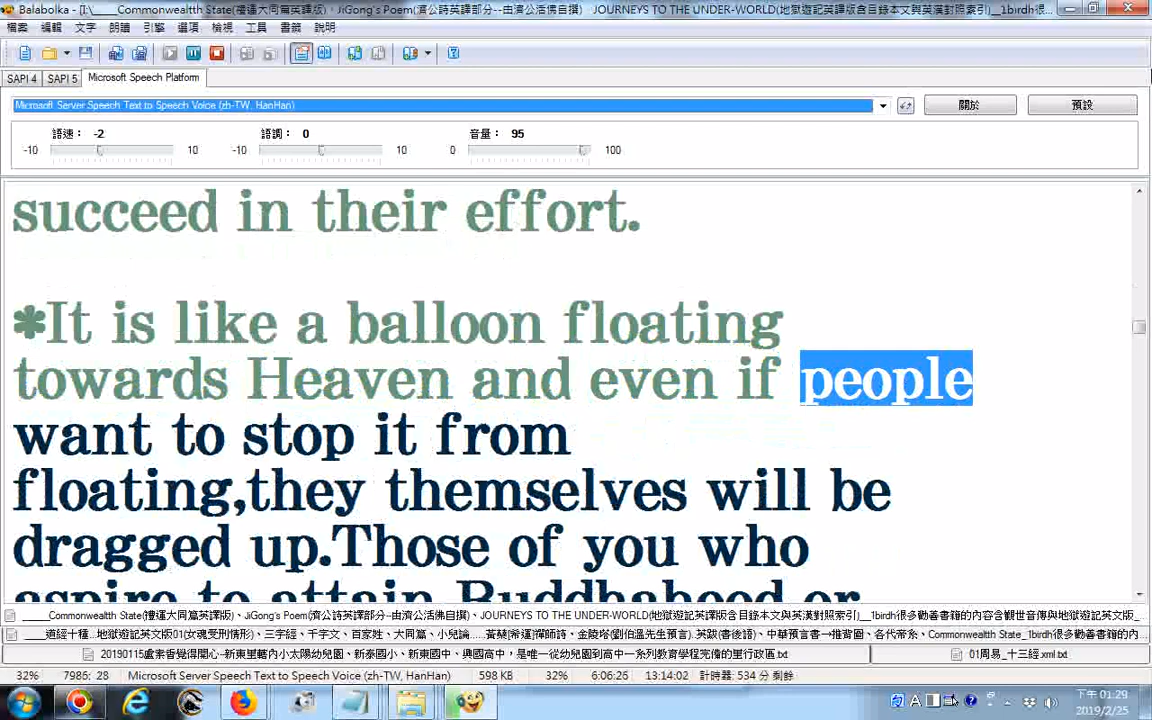 Balabolka - [I:\_____Commonwealtth State(禮運大同篇英譯版)、JiGong's Poem(濟公詩英譯部分--由濟公活佛自撰)　JOURNEYS TO THE UNDER-WORLD(地獄遊記英譯版含目錄本文與英漢對照索引)__1birdh很...
檔案 編輯 文字 朗讀 引擎 選項 檢視 工具 書籤 說明
SAPI 4 SAPI 5 Microsoft Speech Platform
Microsoft Server Speech Text to Speech Voice (zh-TW, HanHan)
關於 預設
語速： -2 語調： 0 音量： 95
-10 10 -10 10 0 100
succeed in their effort.
*It is like a balloon floating
towards Heaven and even if people
want to stop it from
floating,they themselves will be
dragged up.Those of you who
aspire to attain Buddhahood or
_____Commonwealtth State(禮運大同篇英譯版)、JiGong's Poem(濟公詩英譯部分--由濟公活佛自撰)、JOURNEYS TO THE UNDER-WORLD(地獄遊記英譯版含目錄本文與英漢對照索引)__1birdh很多勸善書籍的內容含觀世音傳與地獄遊記英文版_
20190115盧素皆覺得開心--新東里轄內小太陽幼兒園、新泰國小、新東國中、興國高中，是唯一從幼兒園到高中一系列教育學程完備的里行政區.txt 01周易_十三經.xml.txt
32% 7986: 28 Microsoft Server Speech Text to Speech Voice (zh-TW, HanHan) 598 KB 32% 6:06:26 13:14:02 計時器： 534 分 剩餘
下午 01:29
2019/2/25